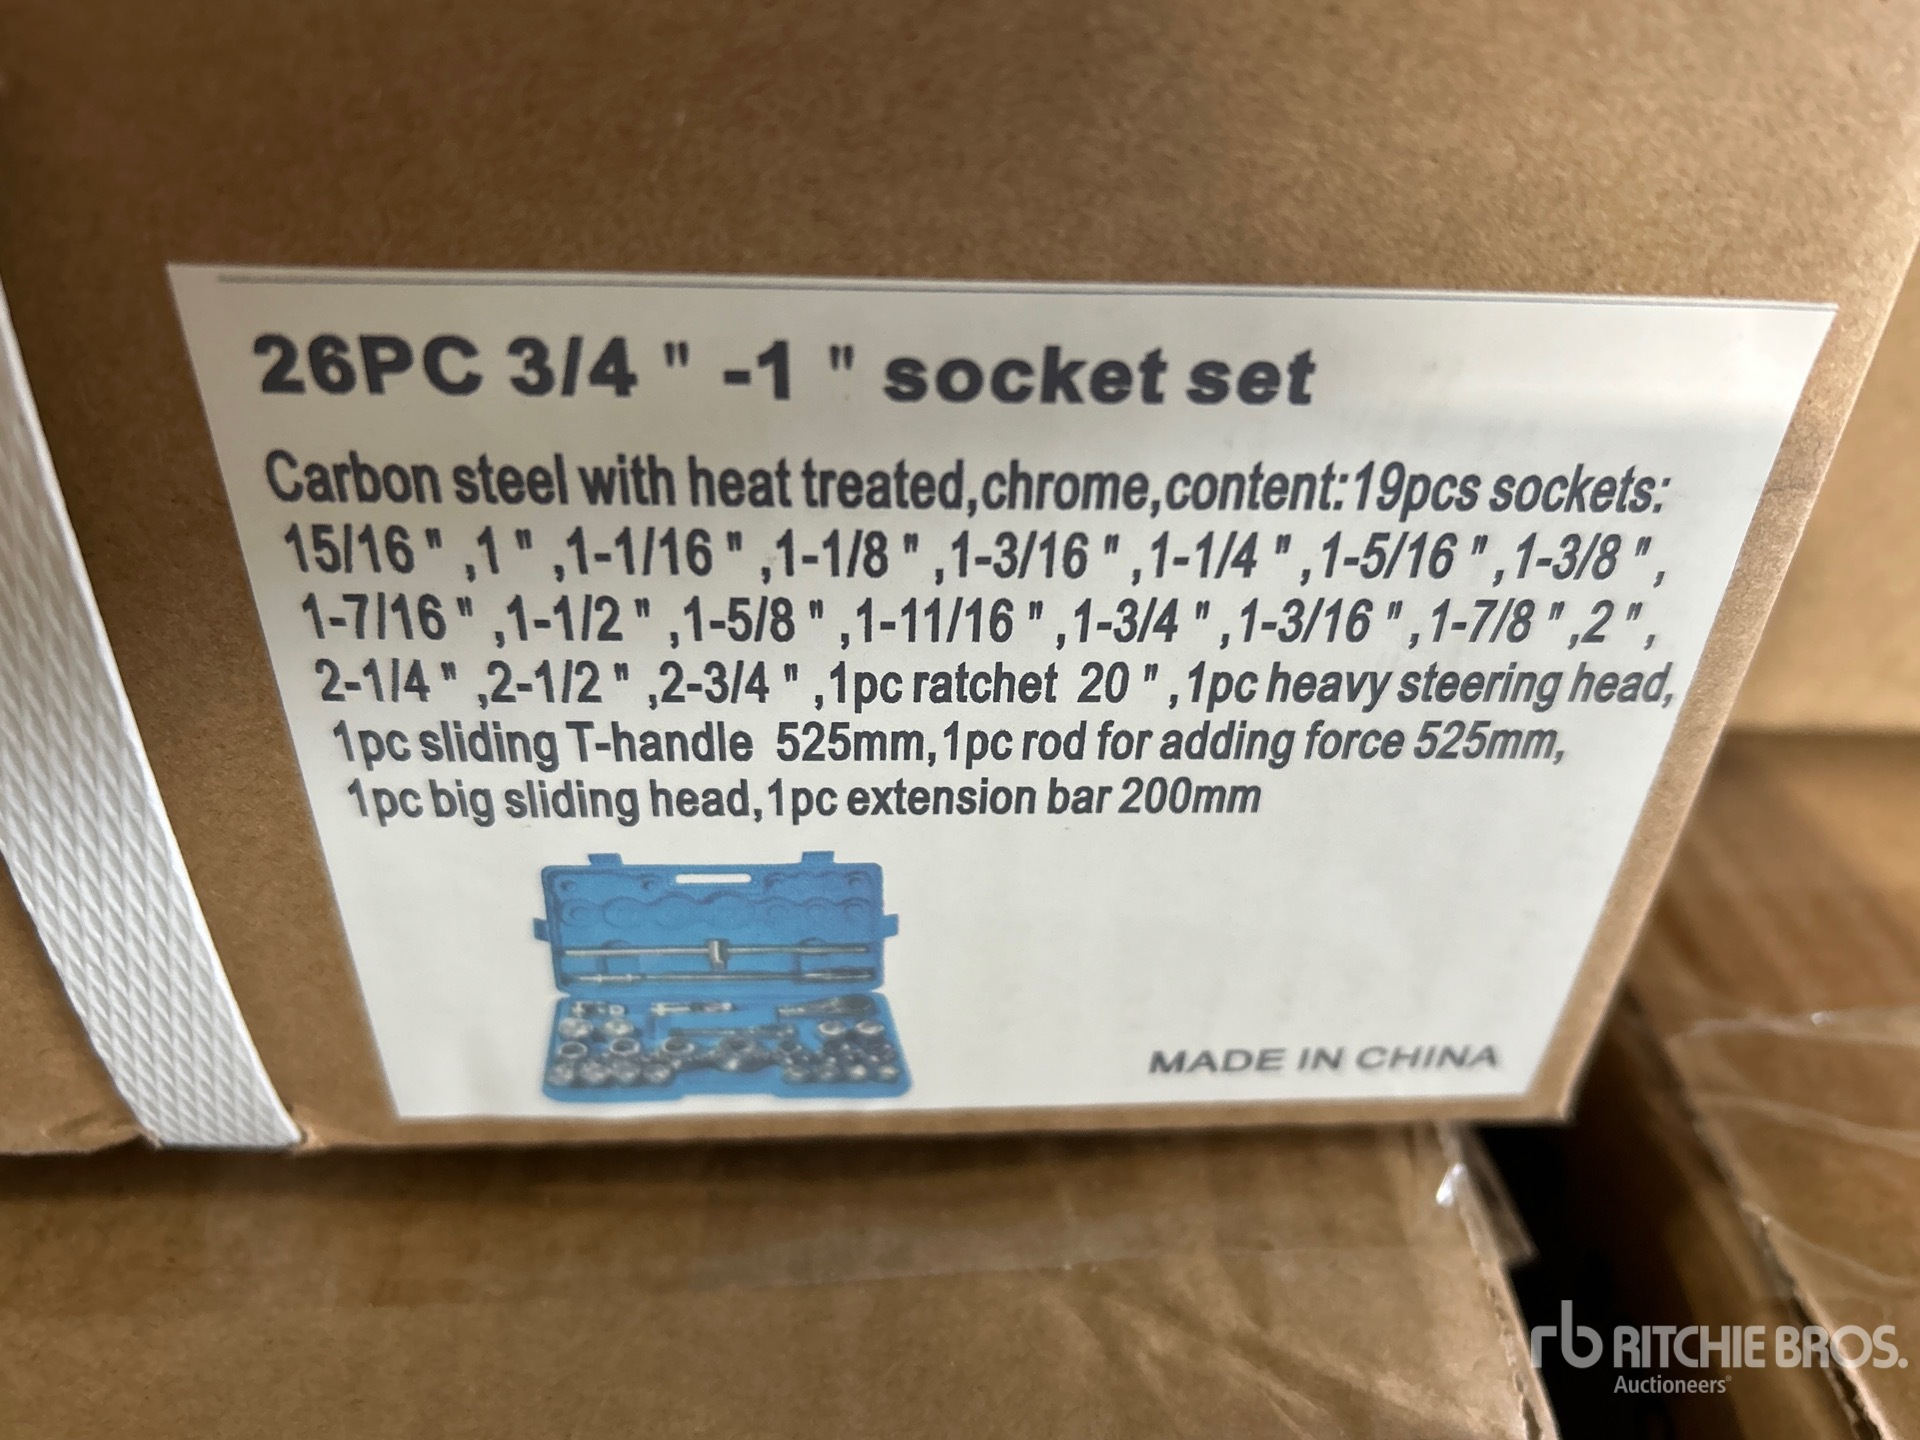 26PC 3/4 " -1 " socket set
Carbon steel with heat treated,chrome,content:19pcs sockets:
15/16 " ,1 " ,1-1/16 " ,1-1/8 " ,1-3/16 " ,1-1/4 " ,1-5/16 " ,1-3/8 " ,
1-7/16 " ,1-1/2 " ,1-5/8 " ,1-11/16 " ,1-3/4 " ,1-3/16 " ,1-7/8 " ,2 " ,
2-1/4 " ,2-1/2 " ,2-3/4 " ,1pc ratchet 20 " ,1pc heavy steering head,
1pc sliding T-handle 525mm,1pc rod for adding force 525mm,
1pc big sliding head,1pc extension bar 200mm
MADE IN CHINA
rb RITCHIE BROS.
Auctioneers